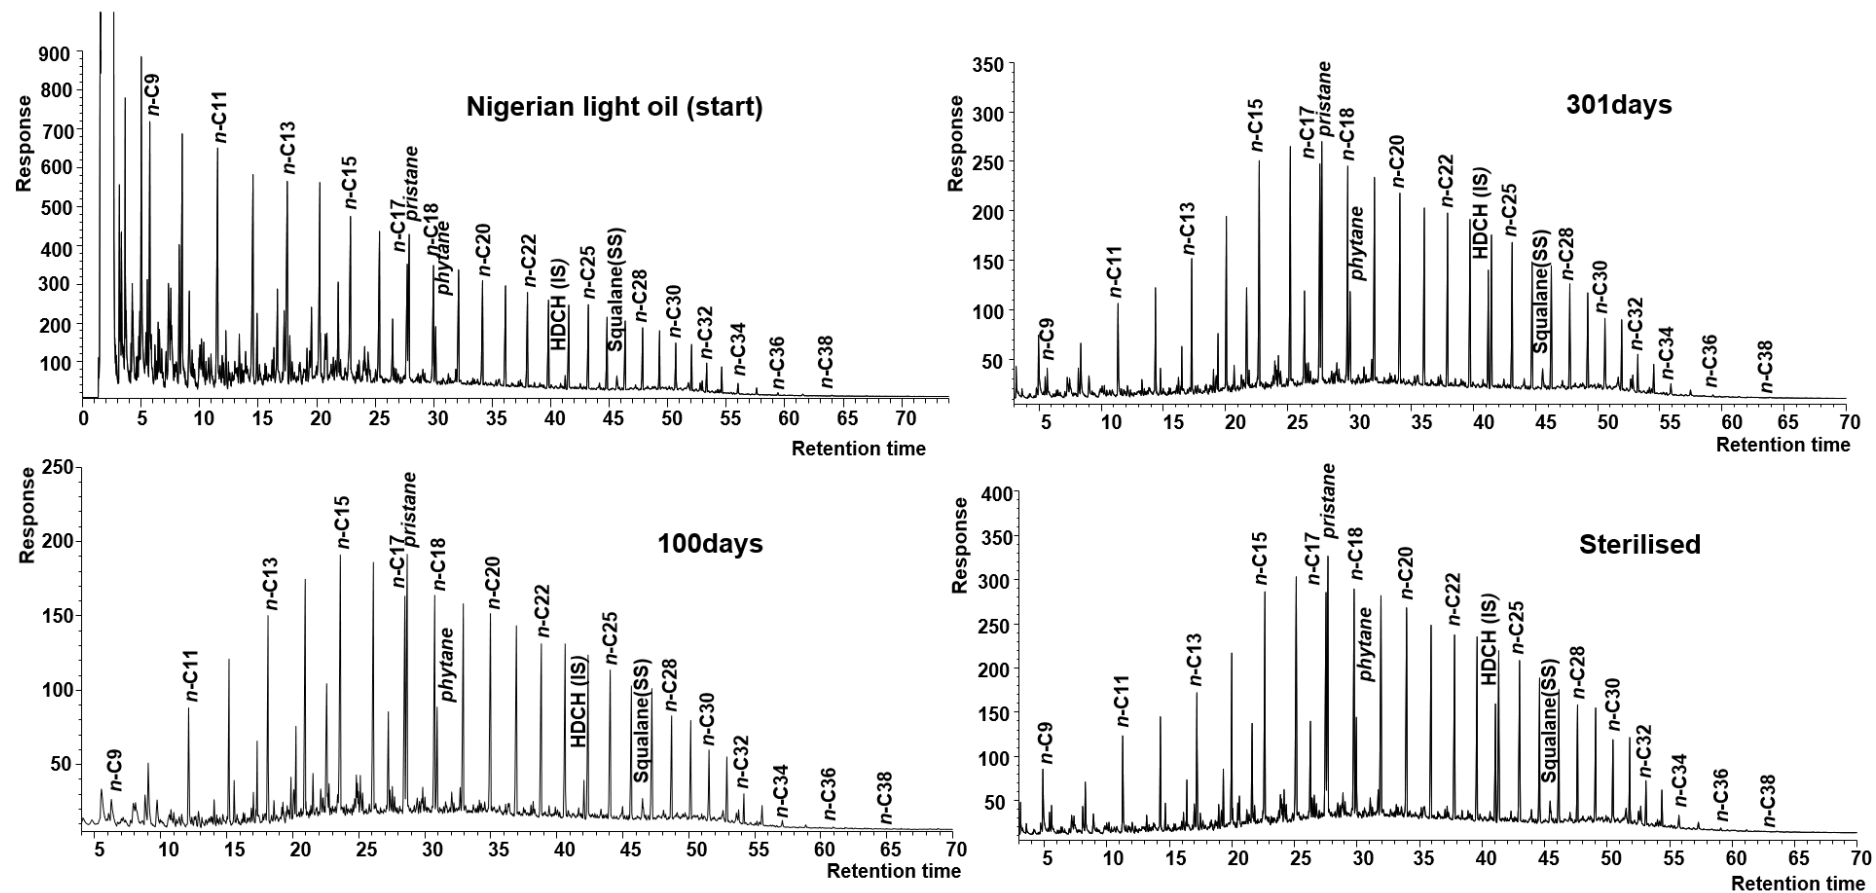 Nigerian light oil (start)
Response
900
800
700
600
500
400
300
200
100
n-C9
n-C11
n-C13
n-C15
n-C17
pristane
n-C18
phytane
n-C20
n-C22
HDCH (IS)
n-C25
Squalane(SS)
n-C28
n-C30
n-C32
n-C34
n-C36
n-C38
0 5 10 15 20 25 30 35 40 45 50 55 60 65 70
Retention time
301days
Response
350
300
250
200
150
100
50
n-C9
n-C11
n-C13
n-C15
n-C17
pristane
n-C18
phytane
n-C20
n-C22
HDCH (IS)
n-C25
Squalane(SS)
n-C28
n-C30
n-C32
n-C34
n-C36
n-C38
5 10 15 20 25 30 35 40 45 50 55 60 65 70
Retention time
100days
Response
250
200
150
100
50
n-C9
n-C11
n-C13
n-C15
n-C17
pristane
n-C18
phytane
n-C20
n-C22
HDCH (IS)
n-C25
Squalane(SS)
n-C28
n-C30
n-C32
n-C34
n-C36
n-C38
5 10 15 20 25 30 35 40 45 50 55 60 65 70
Retention time
Sterilised
Response
400
350
300
250
200
150
100
50
n-C9
n-C11
n-C13
n-C15
n-C17
pristane
n-C18
phytane
n-C20
n-C22
HDCH (IS)
n-C25
Squalane(SS)
n-C28
n-C30
n-C32
n-C34
n-C36
n-C38
5 10 15 20 25 30 35 40 45 50 55 60 65 70
Retention time